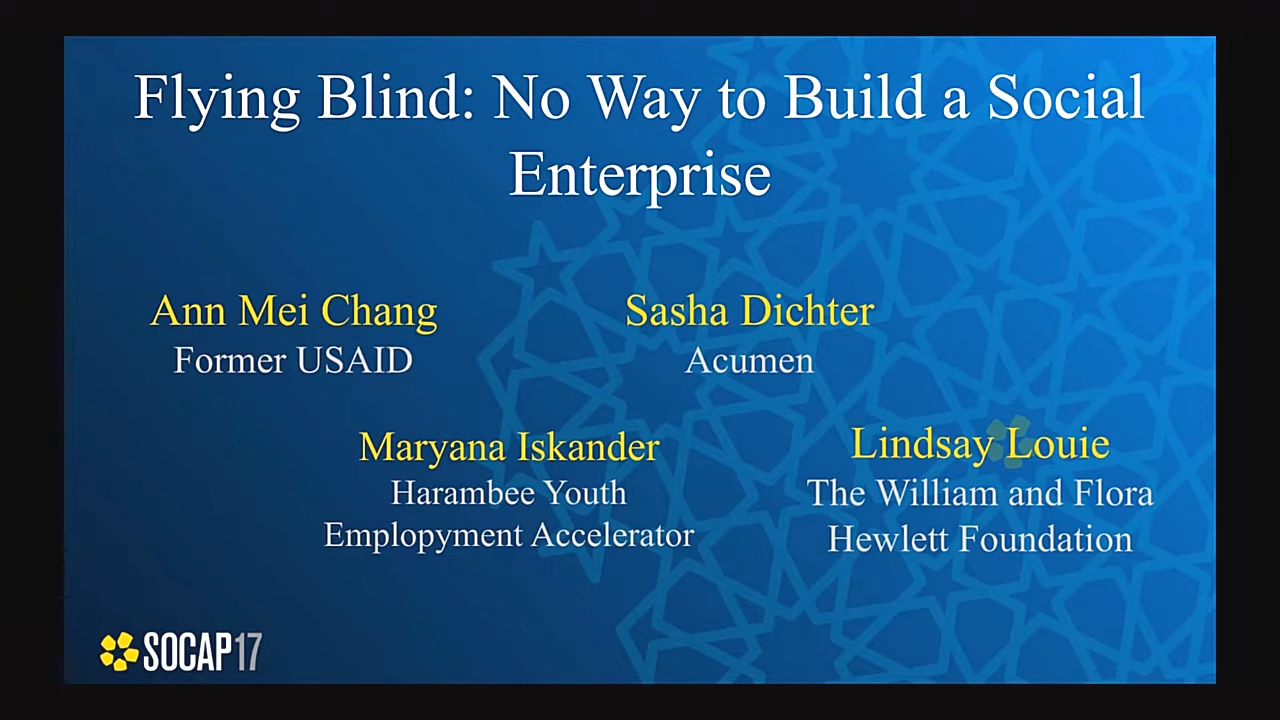 Flying Blind: No Way to Build a Social
Enterprise
Ann Mei Chang
Former USAID
Sasha Dichter
Acumen
Maryana Iskander
Harambee Youth
Emplopyment Accelerator
Lindsay Louie
The William and Flora
Hewlett Foundation
SOCAP17